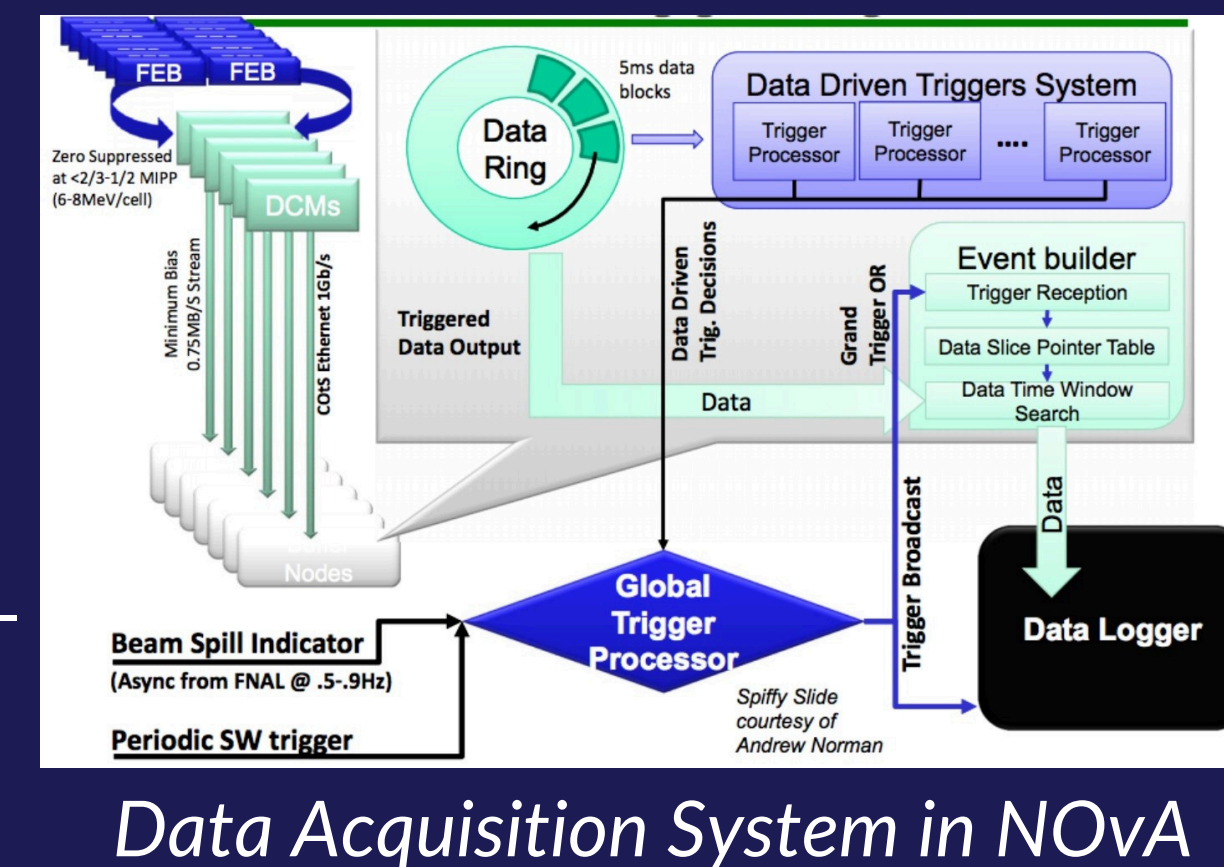 FEB
FEB
Zero Suppressed
at <2/3-1/2 MIPP
(6-8MeV/cell)
DCMs
Minimum Bias
0.75MB/S Stream
COtS Ethernet 1Gb/s
Nodes
Data
Ring
5ms data
blocks
Data Driven Triggers System
Trigger
Processor
Trigger
Processor
....
Trigger
Processor
Triggered
Data Output
Data Driven
Trig. Decisions
Grand
Trigger OR
Data
Event builder
Trigger Reception
Data Slice Pointer Table
Data Time Window
Search
Data
Trigger Broadcast
Data Logger
Global
Trigger
Processor
Beam Spill Indicator
(Async from FNAL @ .5-.9Hz)
Periodic SW trigger
Spiffy Slide
courtesy of
Andrew Norman
Data Acquisition System in NOvA